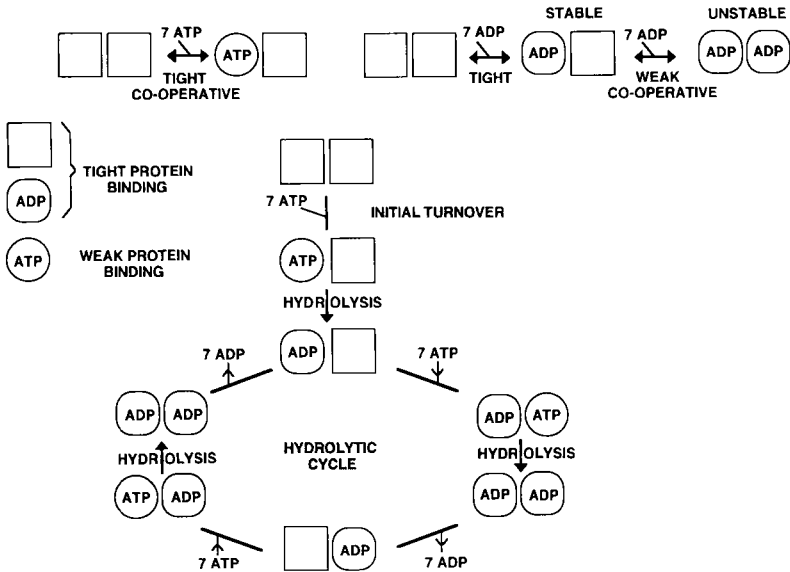 STABLE UNSTABLE
7 ATP 7 ADP 7 ADP
ATP ADP ADP ADP
TIGHT TIGHT WEAK
CO-OPERATIVE CO-OPERATIVE
ADP
TIGHT PROTEIN
BINDING
ATP
WEAK PROTEIN
BINDING
7 ATP
INITIAL TURNOVER
ATP
HYDROLYSIS
ADP
7 ADP 7 ATP
ADP ADP ADP ATP
HYDROLYSIS HYDROLYTIC HYDROLYSIS
CYCLE
ATP ADP ADP ADP
ADP
7 ATP 7 ADP